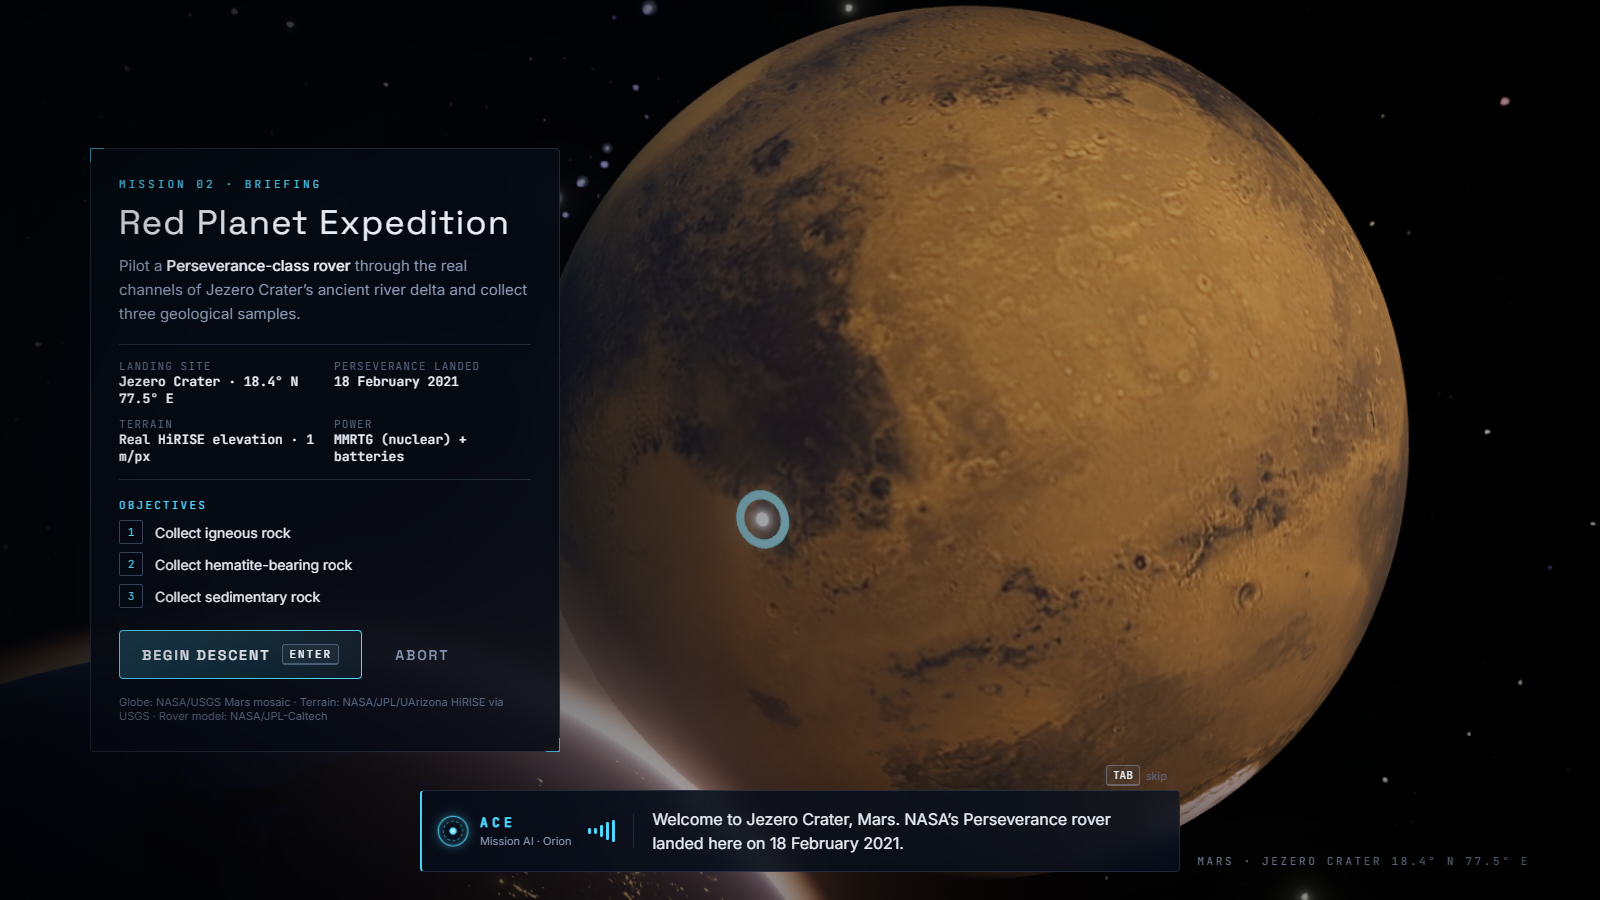 MISSION 02 · BRIEFING
Red Planet Expedition
Pilot a Perseverance-class rover through the real
channels of Jezero Crater’s ancient river delta and collect
three geological samples.
LANDING SITE
Jezero Crater · 18.4° N
77.5° E
PERSEVERANCE LANDED
18 February 2021
TERRAIN
Real HiRISE elevation · 1
m/px
POWER
MMRTG (nuclear) +
batteries
OBJECTIVES
1 Collect igneous rock
2 Collect hematite-bearing rock
3 Collect sedimentary rock
BEGIN DESCENT ENTER ABORT
Globe: NASA/USGS Mars mosaic · Terrain: NASA/JPL/UArizona HiRISE via
USGS · Rover model: NASA/JPL-Caltech
TAB skip
ACE
Mission AI · Orion
Welcome to Jezero Crater, Mars. NASA’s Perseverance rover
landed here on 18 February 2021.
MARS · JEZERO CRATER 18.4° N 77.5° E